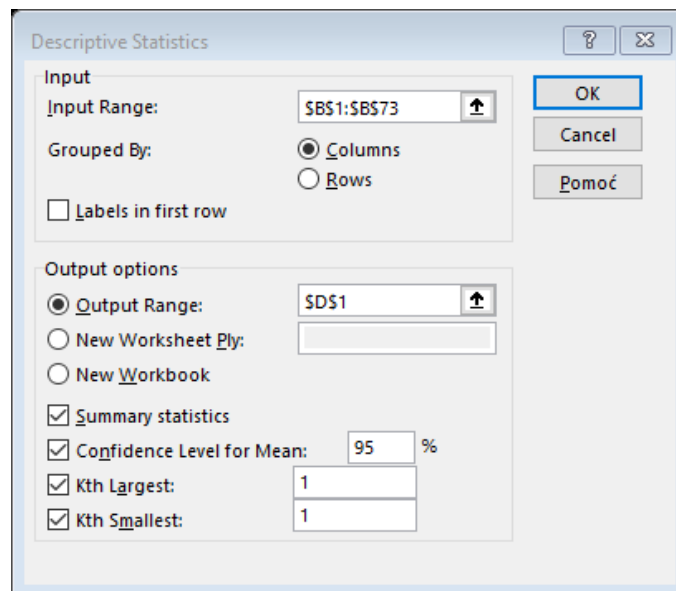 Descriptive Statistics
Input
Input Range: $B$1:$B$73
OK
Grouped By: Columns
Cancel
Rows
Pomoć
Labels in first row
Output options
Output Range: $D$1
New Worksheet Ply:
New Workbook
Summary statistics
Confidence Level for Mean: 95 %
Kth Largest: 1
Kth Smallest: 1